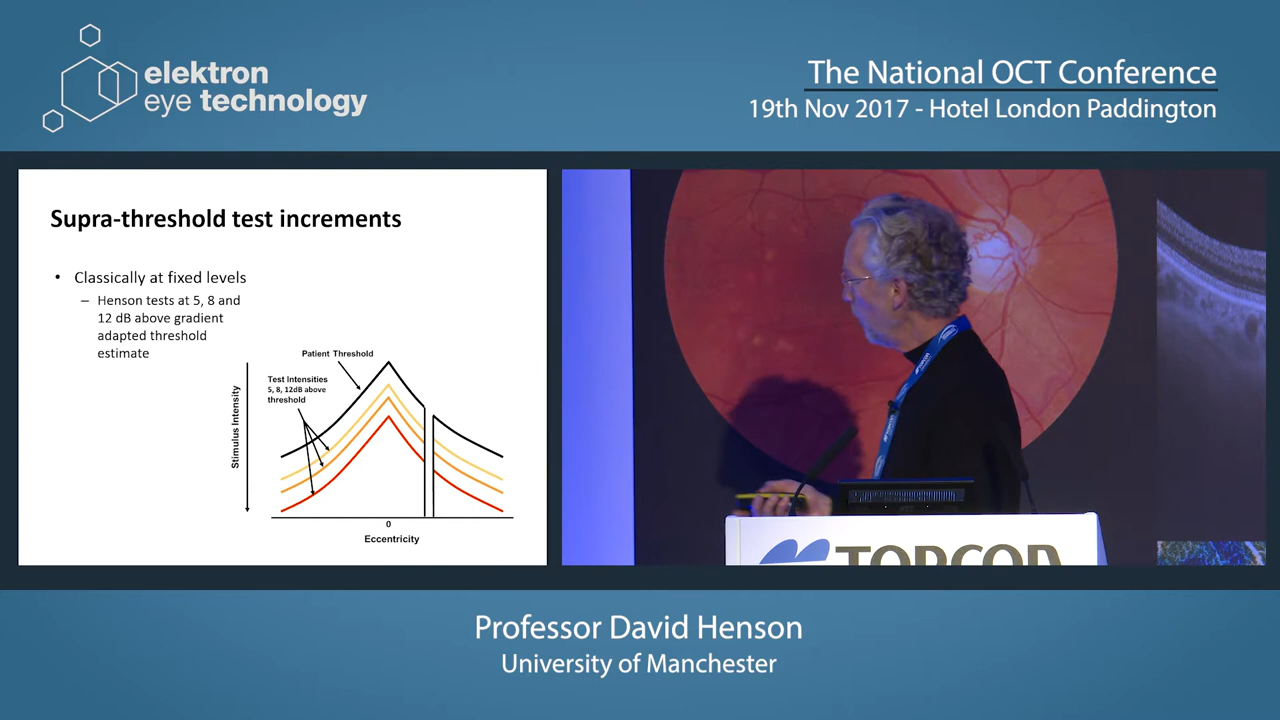 elektron
eye technology
The National OCT Conference
19th Nov 2017 - Hotel London Paddington
Supra-threshold test increments
• Classically at fixed levels
– Henson tests at 5, 8 and
12 dB above gradient
adapted threshold
estimate
Patient Threshold
Test Intensities
5, 8, 12dB above
threshold
Stimulus Intensity
0
Eccentricity
TOPCON
Professor David Henson
University of Manchester